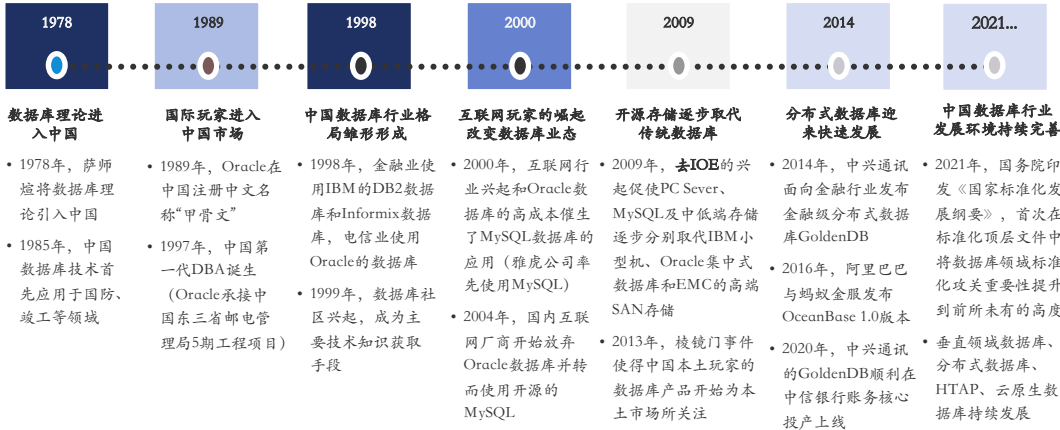 1978
1989
1998
2000
2009
2014
2021...
数据库理论进
入中国
• 1978年，萨师
煊将数据库理
论引入中国
• 1985年，中国
数据库技术首
先应用于国防、
竣工等领域
国际玩家进入
中国市场
• 1989年，Oracle在
中国注册中文名
称“甲骨文”
• 1997年，中国第
一代DBA诞生
（Oracle承接中
国东三省邮电管
理局5期工程项目）
中国数据库行业格
局雏形形成
• 1998年，金融业使
用IBM的DB2数据
库和Informix数据
库，电信业使用
Oracle的数据库
• 1999年，数据库社
区兴起，成为主
要技术知识获取
手段
互联网玩家的崛起
改变数据库业态
• 2000年，互联网行
业兴起和Oracle数
据库的高成本催生
了MySQL数据库的
应用（雅虎公司率
先使用MySQL）
• 2004年，国内互联
网厂商开始放弃
Oracle数据库并转
而使用开源的
MySQL
开源存储逐步取代
传统数据库
• 2009年，去IOE的兴
起促使PC Sever、
MySQL及中低端存储
逐步分别取代IBM小
型机、Oracle集中式
数据库和EMC的高端
SAN存储
• 2013年，棱镜门事件
使得中国本土玩家的
数据库产品开始为本
土市场所关注
分布式数据库迎
来快速发展
• 2014年，中兴通讯
面向金融行业发布
金融级分布式数据
库GoldenDB
• 2016年，阿里巴巴
与蚂蚁金服发布
OceanBase 1.0版本
• 2020年，中兴通讯
的GoldenDB顺利在
中信银行账务核心
投产上线
中国数据库行业
发展环境持续完善
• 2021年，国务院印
发《国家标准化发
展纲要》，首次在
标准化顶层文件中
将数据库领域标准
化攻关重要性提升
到前所未有的高度
• 垂直领域数据库、
分布式数据库、
HTAP、云原生数
据库持续发展